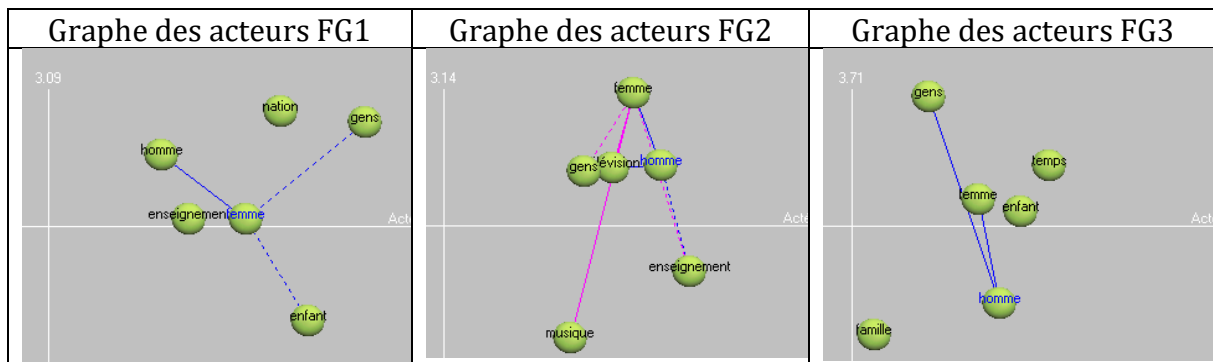 Graphe des acteurs FG1
Graphe des acteurs FG2
Graphe des acteurs FG3
3.09
nation
gens
homme
enseignement
femme
Acte
enfant
3.14
femme
gens
lévision
homme
Acte
enseignement
musique
3.71
gens
temps
femme
enfant
Acte
homme
famille